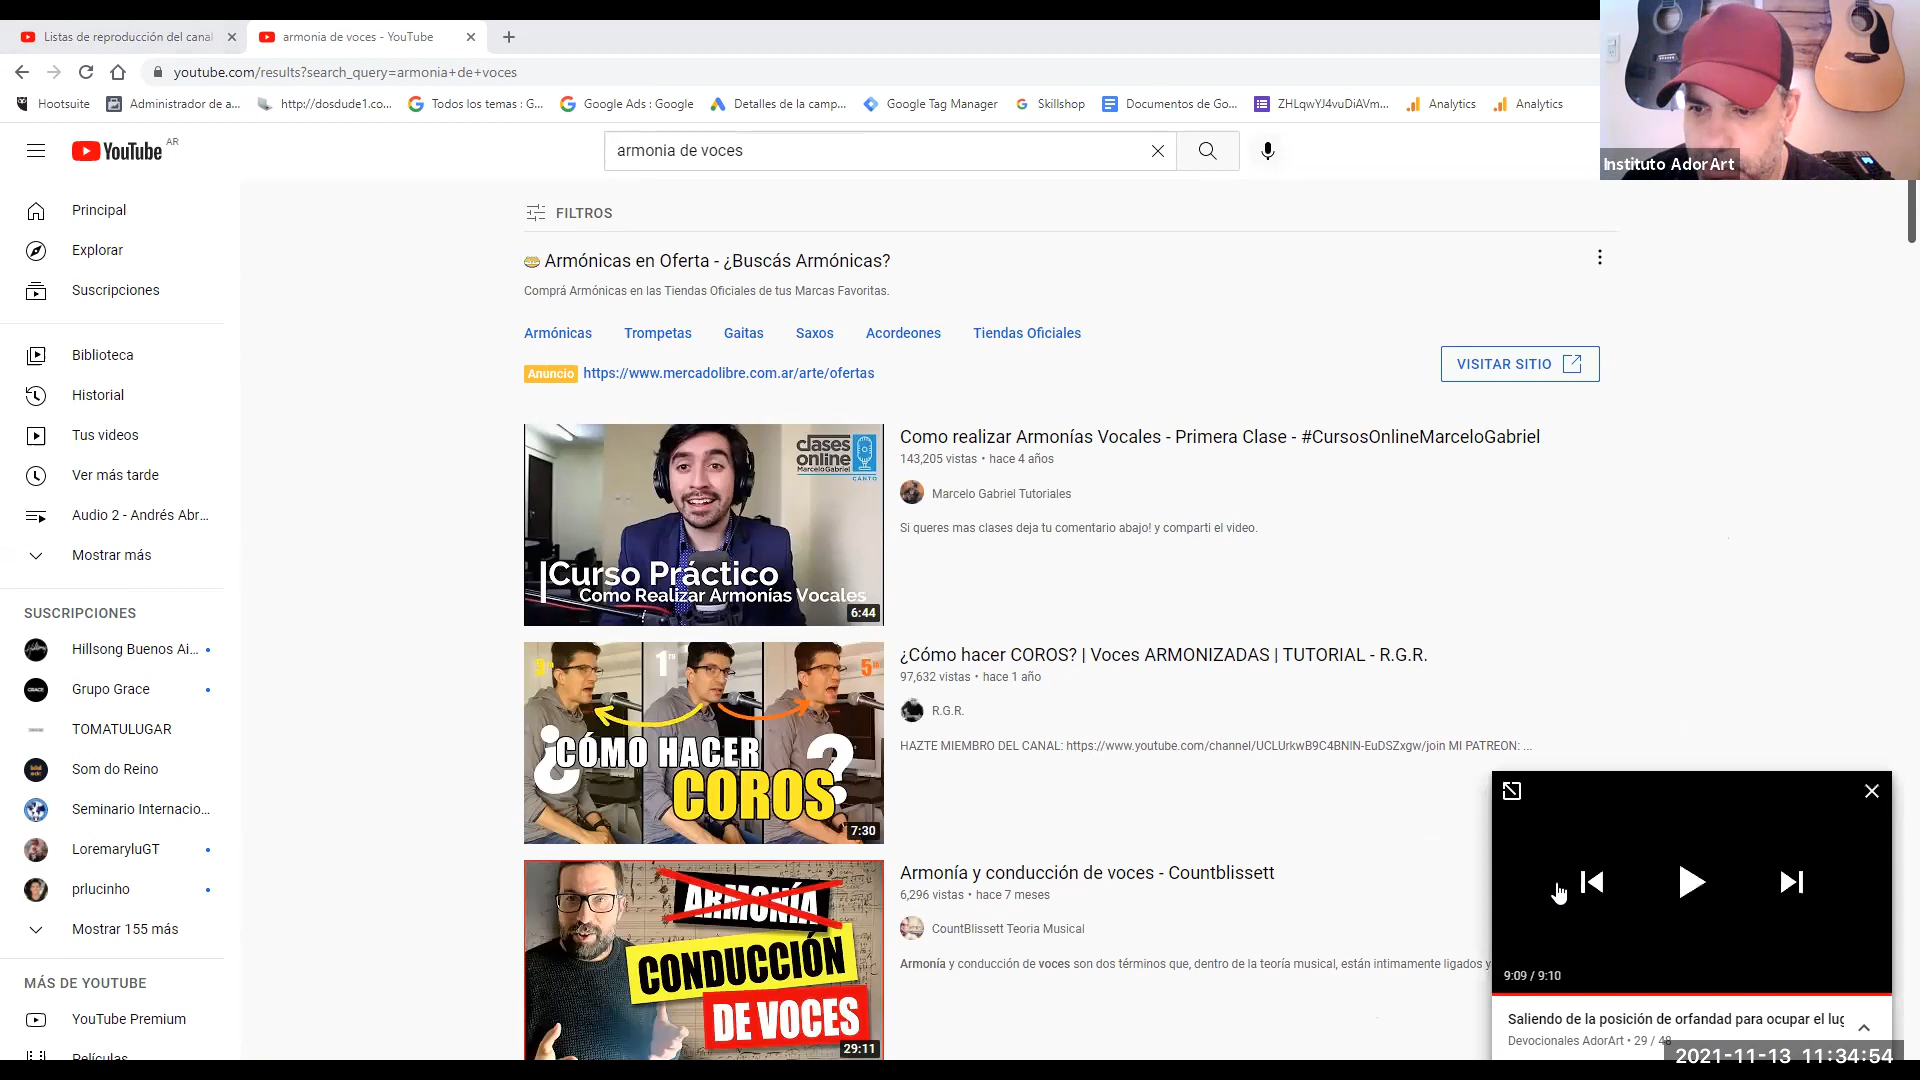 Listas de reproducción del canal
armonia de voces - YouTube
youtube.com/results?search_query=armonia+de+voces
Hootsuite
Administrador de a...
http://dosdude1.co...
Todos los temas : G...
Google Ads : Google
Detalles de la camp...
Google Tag Manager
Skillshop
Documentos de Go...
ZHLqwYJ4vuDiAVm...
Analytics
Analytics
Instituto AdorArt
YouTube AR
armonia de voces
Principal
Explorar
Suscripciones
Biblioteca
Historial
Tus videos
Ver más tarde
Audio 2 - Andrés Abr...
Mostrar más
SUSCRIPCIONES
Hillsong Buenos Ai...
Grupo Grace
TOMATULUGAR
Som do Reino
Seminario Internacio...
LoremaryluGT
prlucinho
Mostrar 155 más
MÁS DE YOUTUBE
YouTube Premium
Películas
FILTROS
Armónicas en Oferta - ¿Buscás Armónicas?
Comprá Armónicas en las Tiendas Oficiales de tus Marcas Favoritas.
Armónicas
Trompetas
Gaitas
Saxos
Acordeones
Tiendas Oficiales
Anuncio https://www.mercadolibre.com.ar/arte/ofertas
VISITAR SITIO
clases
online
MarceloGabriel
CANTO
Curso Práctico
Como Realizar Armonías Vocales
6:44
Como realizar Armonías Vocales - Primera Clase - #CursosOnlineMarceloGabriel
143,205 vistas • hace 4 años
Marcelo Gabriel Tutoriales
Si queres mas clases deja tu comentario abajo! y comparti el video.
¿CÓMO HACER
COROS?
7:30
¿Cómo hacer COROS? | Voces ARMONIZADAS | TUTORIAL - R.G.R.
97,632 vistas • hace 1 año
R.G.R.
HAZTE MIEMBRO DEL CANAL: https://www.youtube.com/channel/UCLUrkwB9C4BNIN-EuDSZxgw/join MI PATREON: ...
ARMONÍA
CONDUCCIÓN
DE VOCES
29:11
Armonía y conducción de voces - Countblissett
6,296 vistas • hace 7 meses
CountBlissett Teoria Musical
Armonía y conducción de voces son dos términos que, dentro de la teoría musical, están intimamente ligados y
9:09 / 9:10
Saliendo de la posición de orfandad para ocupar el lug
Devocionales AdorArt • 29 / 48
2021-11-13 11:34:54